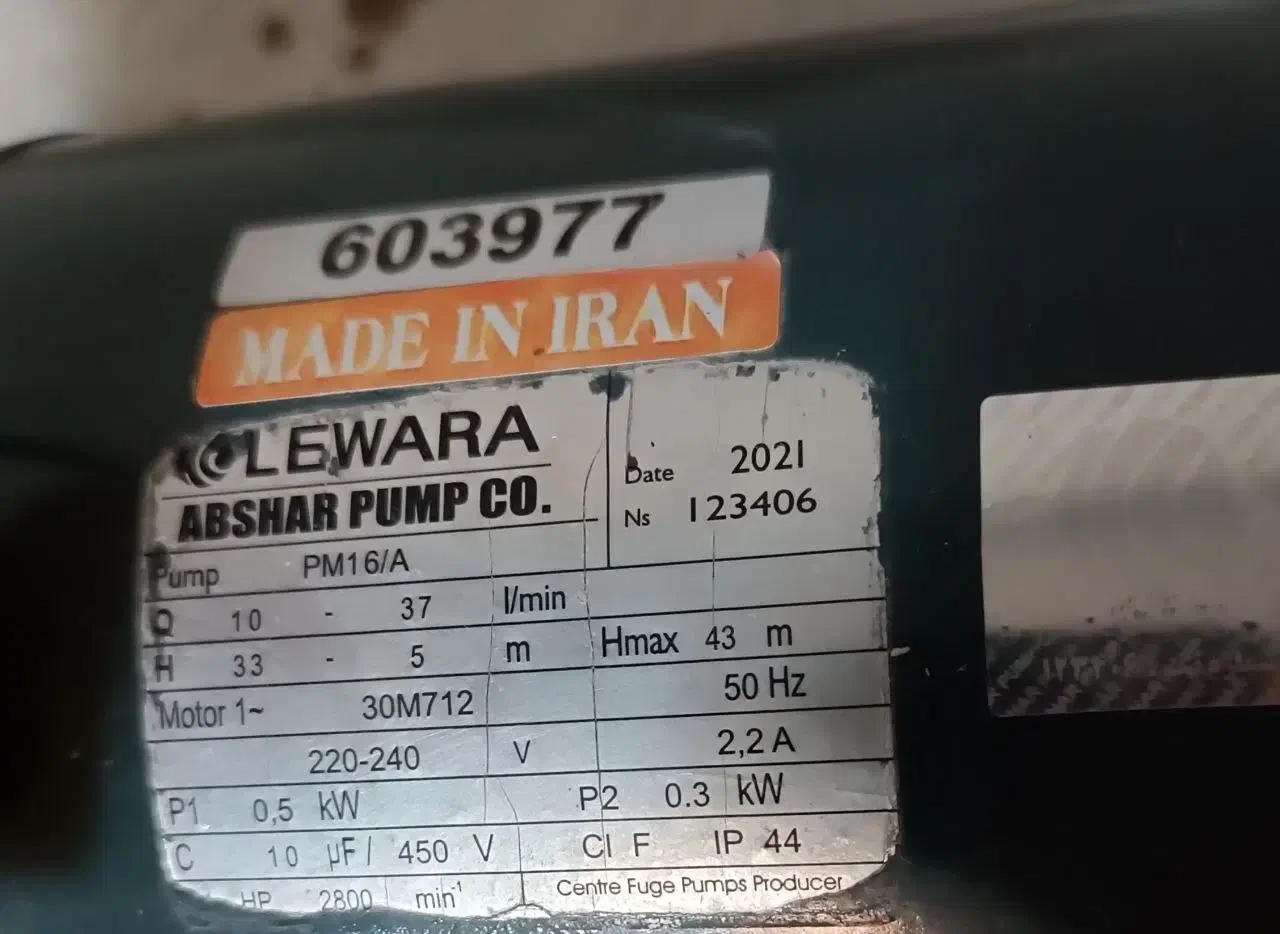 603977
MADE IN IRAN
LEWARA
ABSHAR PUMP CO.
Date 2021
Ns 123406
Pump PM16/A
Q 10 - 37 l/min
H 33 - 5 m Hmax 43 m
Motor 1~ 30M712 50 Hz
220-240 V 2,2 A
P1 0,5 kW P2 0.3 kW
C 10 µF/ 450 V Cl F IP 44
HP 2800 min⁻¹ Centre Fuge Pumps Producer